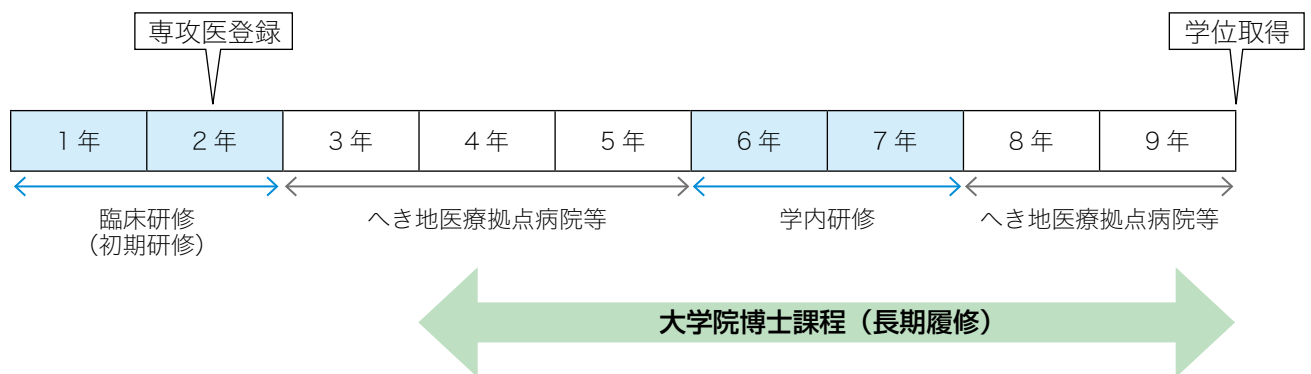 専攻医登録
学位取得
1年
2年
3年
4年
5年
6年
7年
8年
9年
臨床研修
（初期研修）
へき地医療拠点病院等
学内研修
へき地医療拠点病院等
大学院博士課程（長期履修）